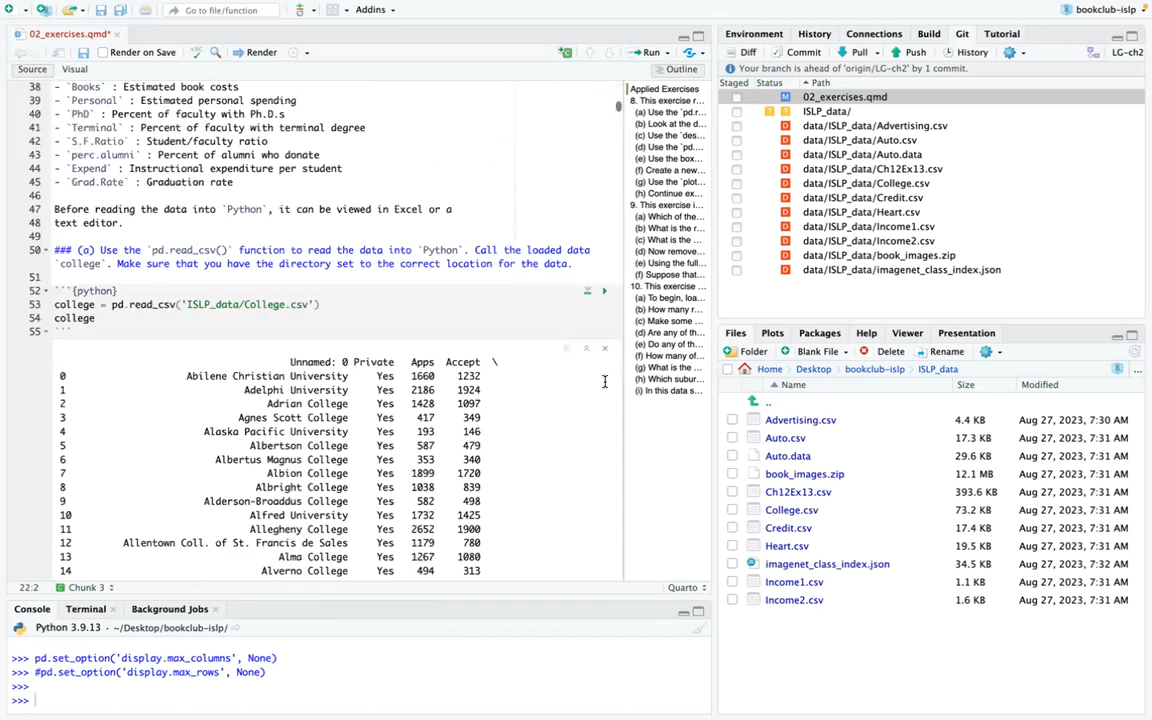 Go to file/function
Addins
bookclub-islp
02_exercises.qmd*
Render on Save
Render
Run
Source
Visual
Outline
38 - `Books` : Estimated book costs
39 - `Personal` : Estimated personal spending
40 - `PhD` : Percent of faculty with Ph.D.s
41 - `Terminal` : Percent of faculty with terminal degree
42 - `S.F.Ratio` : Student/faculty ratio
43 - `perc.alumni` : Percent of alumni who donate
44 - `Expend` : Instructional expenditure per student
45 - `Grad.Rate` : Graduation rate
46
47 Before reading the data into `Python`, it can be viewed in Excel or a
48 text editor.
49
50 ### (a) Use the `pd.read_csv()` function to read the data into `Python`. Call the loaded data
`college`. Make sure that you have the directory set to the correct location for the data.
51
52 ```{python}
53 college = pd.read_csv('ISLP_data/College.csv')
54 college
55 ```
Unnamed: 0 Private Apps Accept \
0 Abilene Christian University Yes 1660 1232
1 Adelphi University Yes 2186 1924
2 Adrian College Yes 1428 1097
3 Agnes Scott College Yes 417 349
4 Alaska Pacific University Yes 193 146
5 Albertson College Yes 587 479
6 Albertus Magnus College Yes 353 340
7 Albion College Yes 1899 1720
8 Albright College Yes 1038 839
9 Alderson-Broaddus College Yes 582 498
10 Alfred University Yes 1732 1425
11 Allegheny College Yes 2652 1900
12 Allentown Coll. of St. Francis de Sales Yes 1179 780
13 Alma College Yes 1267 1080
14 Alverno College Yes 494 313
22:2 Chunk 3
Quarto
Applied Exercises
8. This exercise r...
(a) Use the `pd.r...
(b) Look at the d...
(c) Use the `des...
(d) Use the `pd....
(e) Use the `box...
(f) Create a new...
(g) Use the `plot...
(h) Continue ex...
9. This exercise i...
(a) Which of the...
(b) What is the r...
(c) What is the ...
(d) Now remove...
(e) Using the full...
(f) Suppose that...
10. This exercise ...
(a) To begin, loa...
(b) How many r...
(c) Make some ...
(d) Are any of th...
(e) Do any of th...
(f) How many of...
(g) What is the ...
(h) Which subur...
(i) In this data s...
Console
Terminal
Background Jobs
Python 3.9.13 · ~/Desktop/bookclub-islp/
>>> pd.set_option('display.max_columns', None)
>>> #pd.set_option('display.max_rows', None)
>>>
>>>
Environment
History
Connections
Build
Git
Tutorial
Diff
Commit
Pull
Push
History
LG-ch2
Your branch is ahead of 'origin/LG-ch2' by 1 commit.
Staged Status Path
M 02_exercises.qmd
? ? ISLP_data/
D data/ISLP_data/Advertising.csv
D data/ISLP_data/Auto.csv
D data/ISLP_data/Auto.data
D data/ISLP_data/Ch12Ex13.csv
D data/ISLP_data/College.csv
D data/ISLP_data/Credit.csv
D data/ISLP_data/Heart.csv
D data/ISLP_data/Income1.csv
D data/ISLP_data/Income2.csv
D data/ISLP_data/book_images.zip
D data/ISLP_data/imagenet_class_index.json
Files
Plots
Packages
Help
Viewer
Presentation
Folder
Blank File
Delete
Rename
Home
Desktop
bookclub-islp
ISLP_data
...
Name Size Modified
..
Advertising.csv 4.4 KB Aug 27, 2023, 7:30 AM
Auto.csv 17.3 KB Aug 27, 2023, 7:31 AM
Auto.data 29.6 KB Aug 27, 2023, 7:31 AM
book_images.zip 12.1 MB Aug 27, 2023, 7:31 AM
Ch12Ex13.csv 393.6 KB Aug 27, 2023, 7:31 AM
College.csv 73.2 KB Aug 27, 2023, 7:31 AM
Credit.csv 17.4 KB Aug 27, 2023, 7:31 AM
Heart.csv 19.5 KB Aug 27, 2023, 7:31 AM
imagenet_class_index.json 34.5 KB Aug 27, 2023, 7:32 AM
Income1.csv 1.1 KB Aug 27, 2023, 7:31 AM
Income2.csv 1.6 KB Aug 27, 2023, 7:31 AM